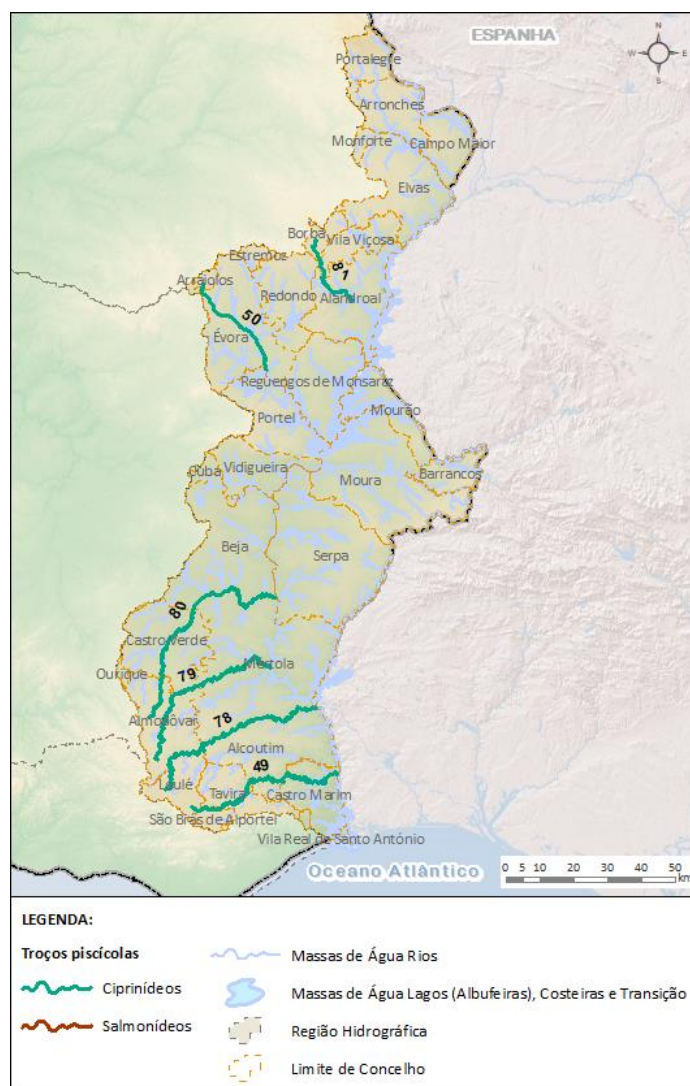 ESPANHA
N
W E
S
Portalegre
Arronches
Monforte
Campo Maior
Elvas
Borba
Vila Viçosa
Estremoz
81
Arraiolos
Redondo
Alandroal
50
Évora
Reguengos de Monsaraz
Mourão
Portel
Cuba
Vidigueira
Barrancos
Moura
Beja
Serpa
80
Castro Verde
Mértola
Ourique
79
Almodôvar
78
Alcoutim
49
Loulé
Tavira
Castro Marim
São Brás de Alportel
Vila Real de Santo António
Oceano Atlântico
0 5 10 20 30 40 50
km
LEGENDA:
Troços piscícolas
Ciprinídeos
Salmonídeos
Massas de Água Rios
Massas de Água Lagos (Albufeiras), Costeiras e Transição
Região Hidrográfica
Limite de Concelho